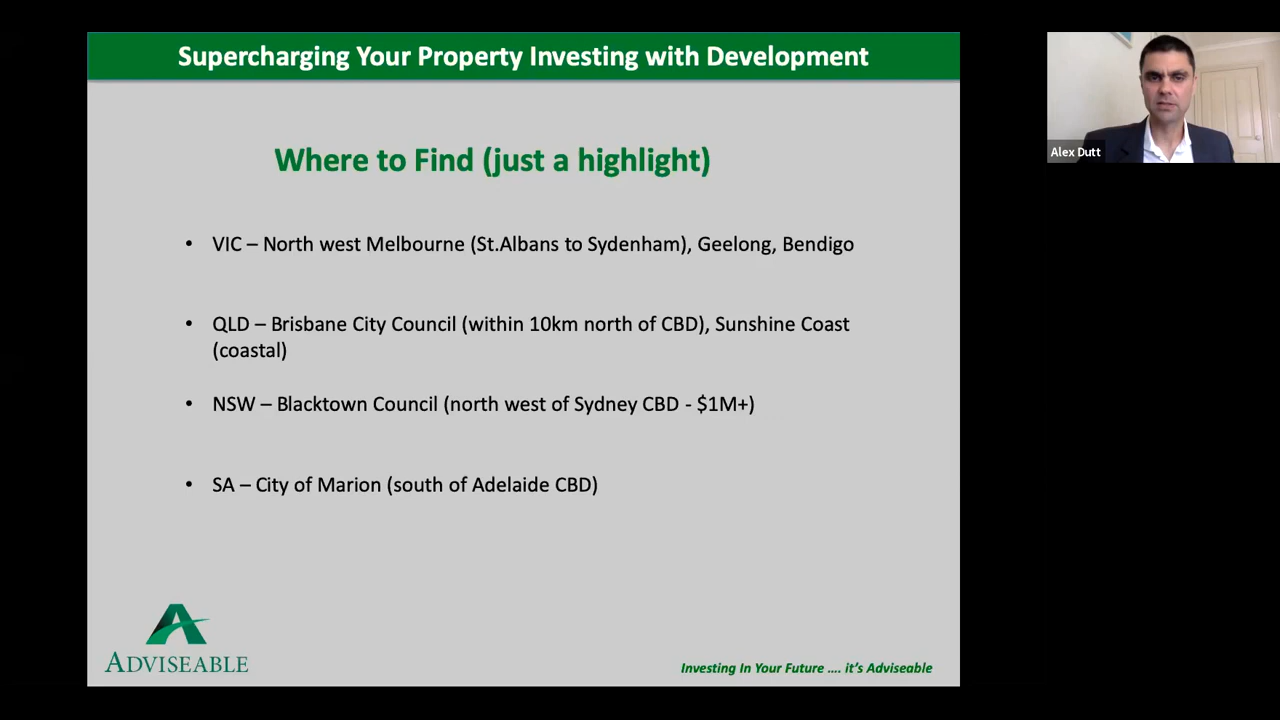 Supercharging Your Property Investing with Development
Where to Find (just a highlight)
• VIC – North west Melbourne (St.Albans to Sydenham), Geelong, Bendigo
• QLD – Brisbane City Council (within 10km north of CBD), Sunshine Coast
(coastal)
• NSW – Blacktown Council (north west of Sydney CBD - $1M+)
• SA – City of Marion (south of Adelaide CBD)
ADVISEABLE
Investing In Your Future .... it's Adviseable
Alex Dutt